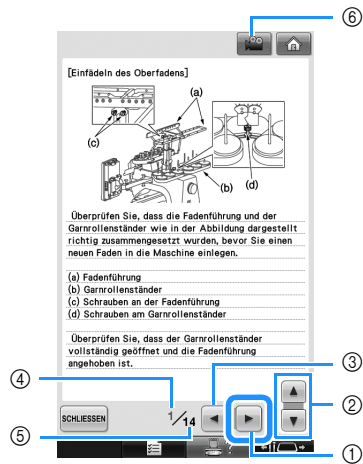 ⑥
[Einfädeln des Oberfadens]
(a)
(c)
(b)
(d)
Überprüfen Sie, dass die Fadenführung und der
Garnrollenständer wie in der Abbildung dargestellt
richtig zusammengesetzt wurden, bevor Sie einen
neuen Faden in die Maschine einlegen.
(a) Fadenführung
(b) Garnrollenständer
(c) Schrauben an der Fadenführung
(d) Schrauben am Garnrollenständer
Überprüfen Sie, dass der Garnrollenständer
vollständig geöffnet und die Fadenführung
angehoben ist.
③
④
②
SCHLIESSEN
1/14
⑤
①